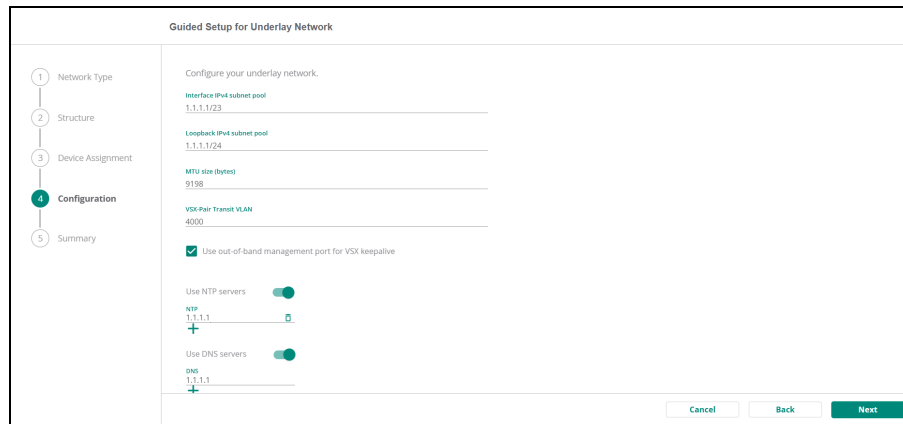 Guided Setup for Underlay Network
1 Network Type
2 Structure
3 Device Assignment
4 Configuration
5 Summary
Configure your underlay network.
Interface IPv4 subnet pool
1.1.1.1/23
Loopback IPv4 subnet pool
1.1.1.1/24
MTU size (bytes)
9198
VSX-Pair Transit VLAN
4000
Use out-of-band management port for VSX keepalive
Use NTP servers
NTP
1.1.1.1
+
Use DNS servers
DNS
1.1.1.1
+
Cancel Back Next